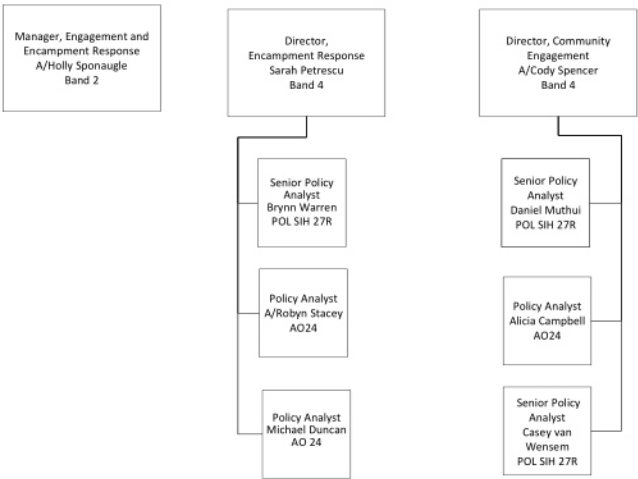 Manager, Engagement and
Encampment Response
A/Holly Sponaugle
Band 2
Director,
Encampment Response
Sarah Petrescu
Band 4
Director, Community
Engagement
A/Cody Spencer
Band 4
Senior Policy
Analyst
Brynn Warren
POL SIH 27R
Policy Analyst
A/Robyn Stacey
AO24
Policy Analyst
Michael Duncan
AO 24
Senior Policy
Analyst
Daniel Muthui
POL SIH 27R
Policy Analyst
Alicia Campbell
AO24
Senior Policy
Analyst
Casey van
Wensem
POL SIH 27R